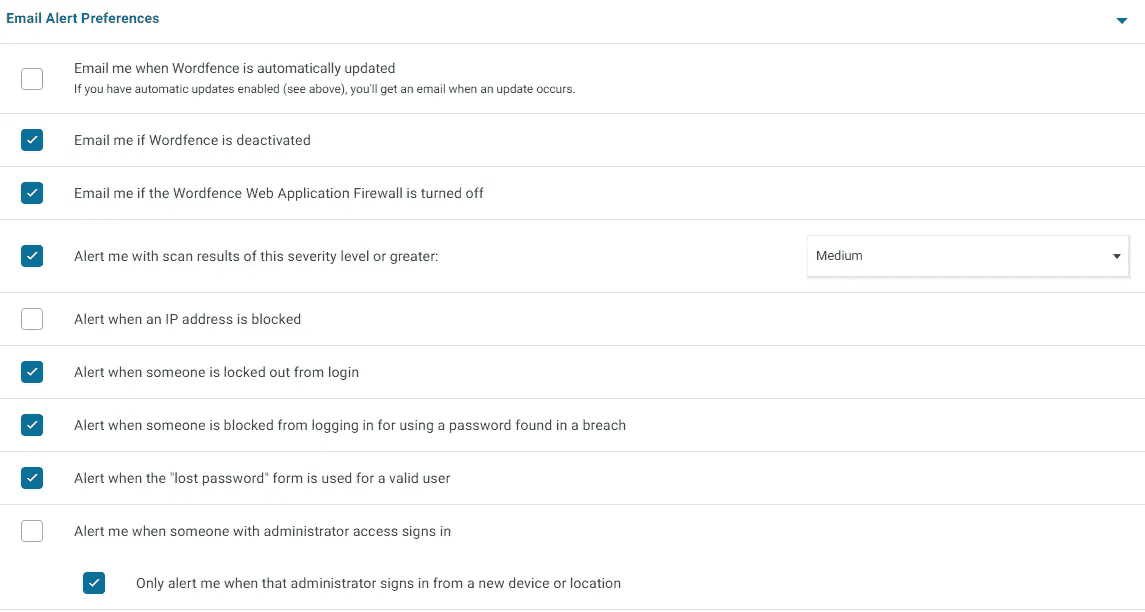 Email Alert Preferences
Email me when Wordfence is automatically updated
If you have automatic updates enabled (see above), you'll get an email when an update occurs.
Email me if Wordfence is deactivated
Email me if the Wordfence Web Application Firewall is turned off
Alert me with scan results of this severity level or greater: Medium
Alert when an IP address is blocked
Alert when someone is locked out from login
Alert when someone is blocked from logging in for using a password found in a breach
Alert when the "lost password" form is used for a valid user
Alert me when someone with administrator access signs in
Only alert me when that administrator signs in from a new device or location